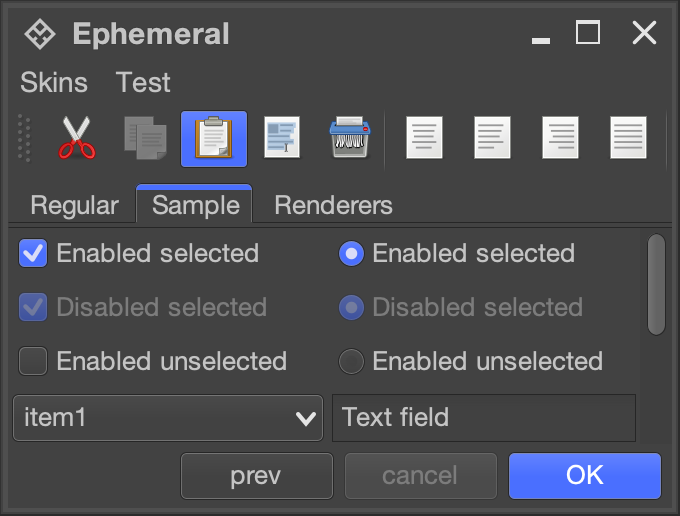 Ephemeral
Skins Test
Regular Sample Renderers
Enabled selected Enabled selected
Disabled selected Disabled selected
Enabled unselected Enabled unselected
item1 Text field
prev cancel OK